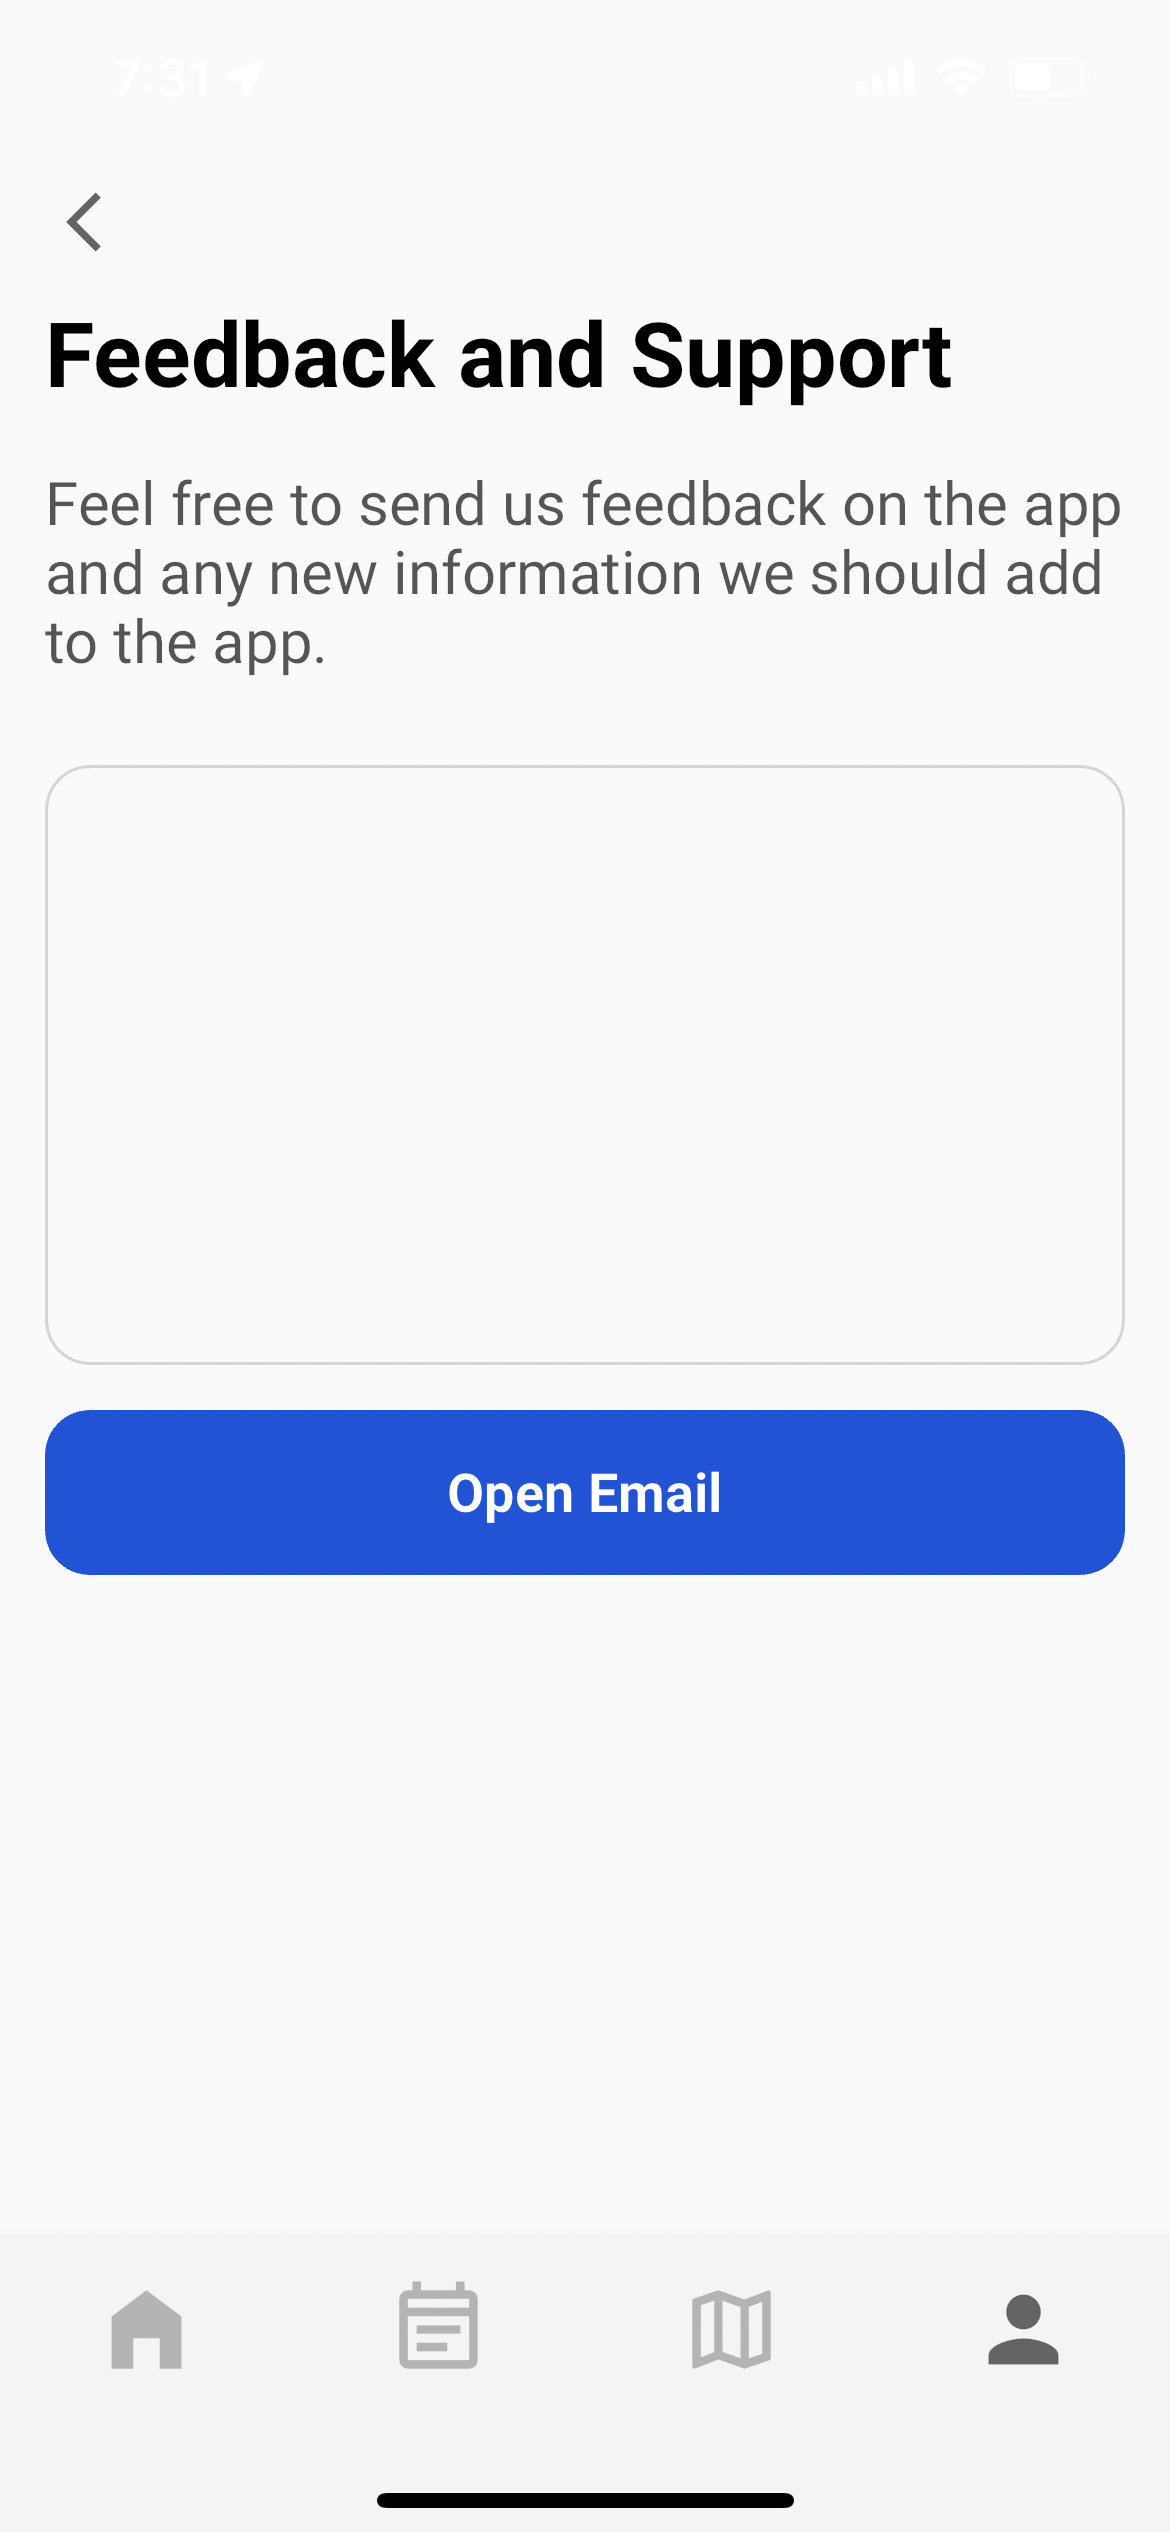 7:31
Feedback and Support
Feel free to send us feedback on the app
and any new information we should add
to the app.
Open Email